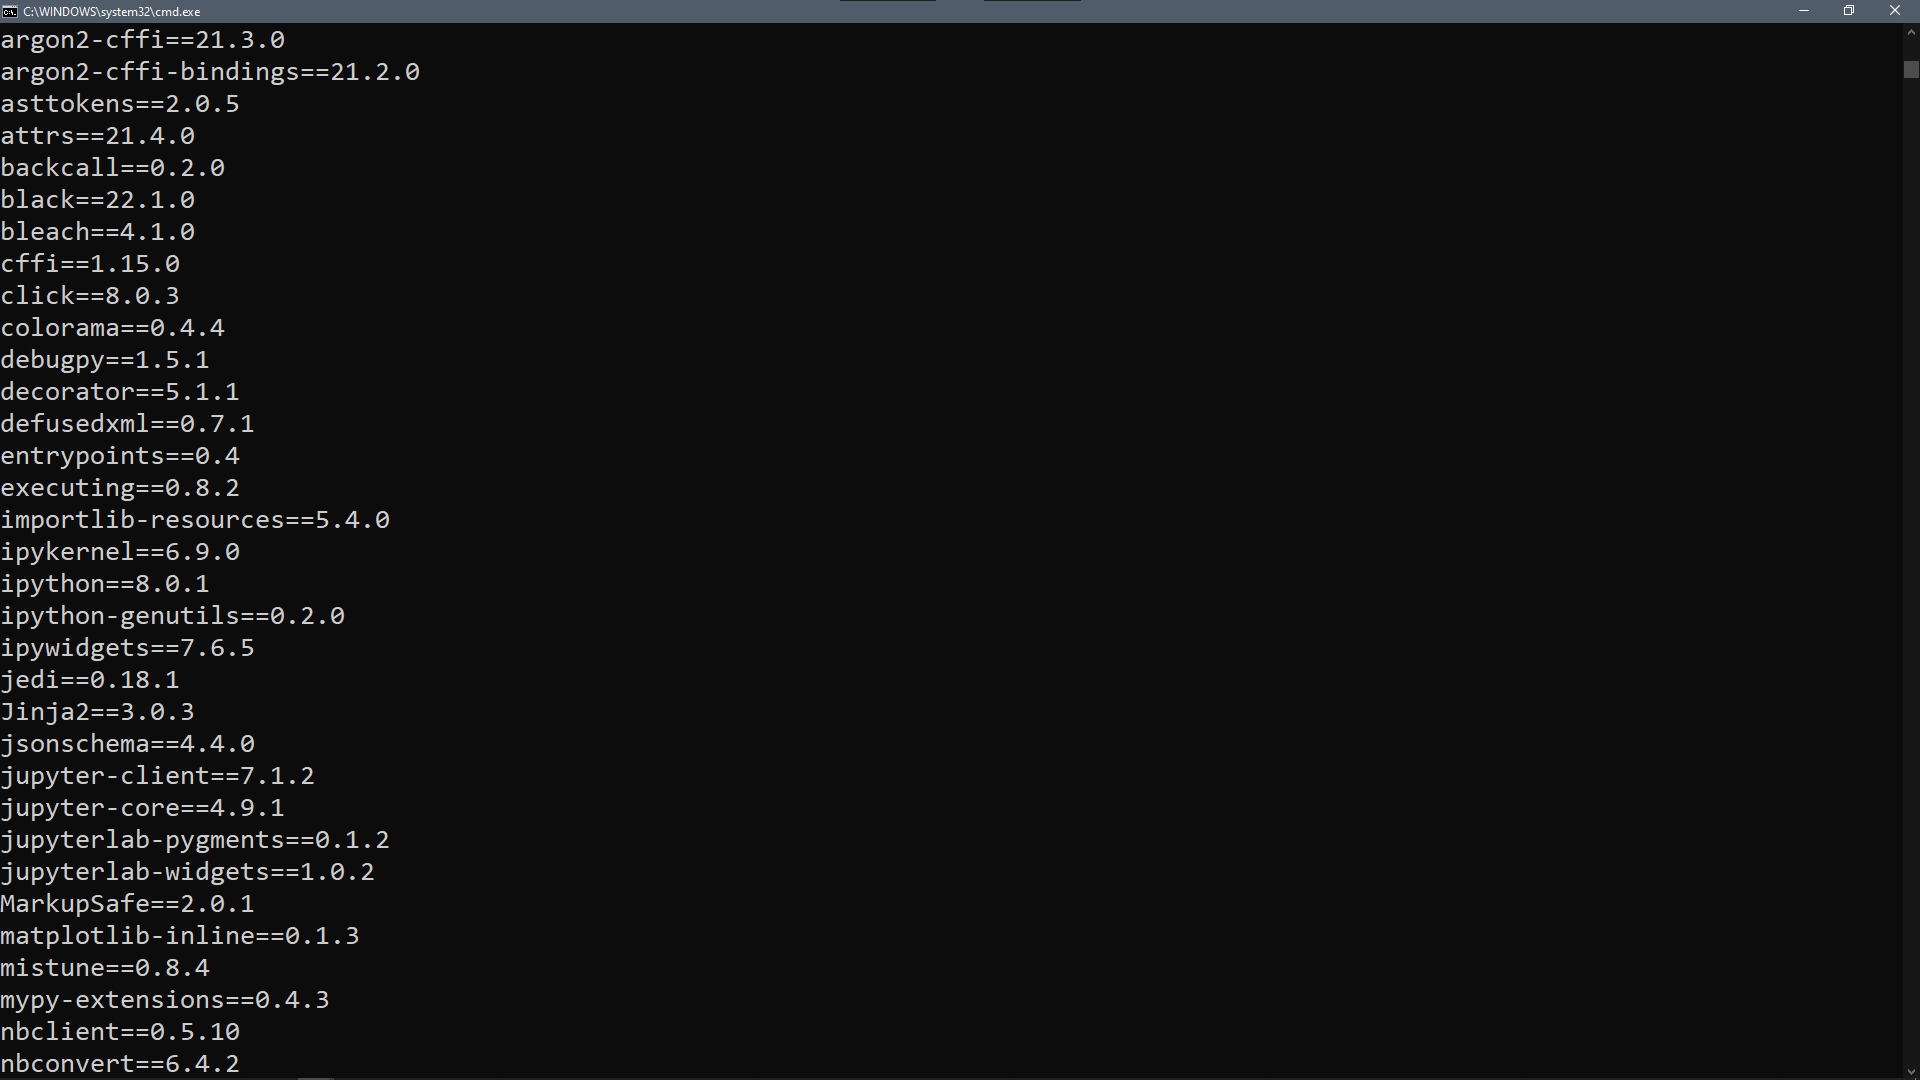 C:\WINDOWS\system32\cmd.exe
argon2-cffi==21.3.0
argon2-cffi-bindings==21.2.0
asttokens==2.0.5
attrs==21.4.0
backcall==0.2.0
black==22.1.0
bleach==4.1.0
cffi==1.15.0
click==8.0.3
colorama==0.4.4
debugpy==1.5.1
decorator==5.1.1
defusedxml==0.7.1
entrypoints==0.4
executing==0.8.2
importlib-resources==5.4.0
ipykernel==6.9.0
ipython==8.0.1
ipython-genutils==0.2.0
ipywidgets==7.6.5
jedi==0.18.1
Jinja2==3.0.3
jsonschema==4.4.0
jupyter-client==7.1.2
jupyter-core==4.9.1
jupyterlab-pygments==0.1.2
jupyterlab-widgets==1.0.2
MarkupSafe==2.0.1
matplotlib-inline==0.1.3
mistune==0.8.4
mypy-extensions==0.4.3
nbclient==0.5.10
nbconvert==6.4.2